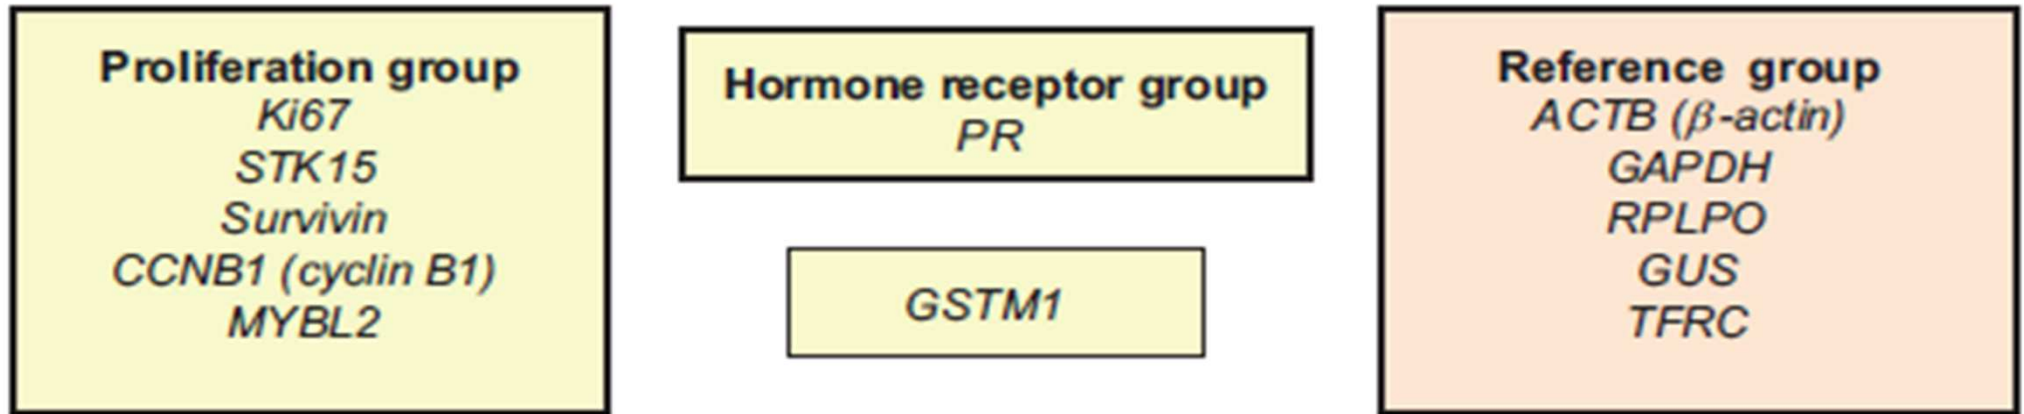 Proliferation group
Ki67
STK15
Survivin
CCNB1 (cyclin B1)
MYBL2
Hormone receptor group
PR
GSTM1
Reference group
ACTB (β-actin)
GAPDH
RPLPO
GUS
TFRC